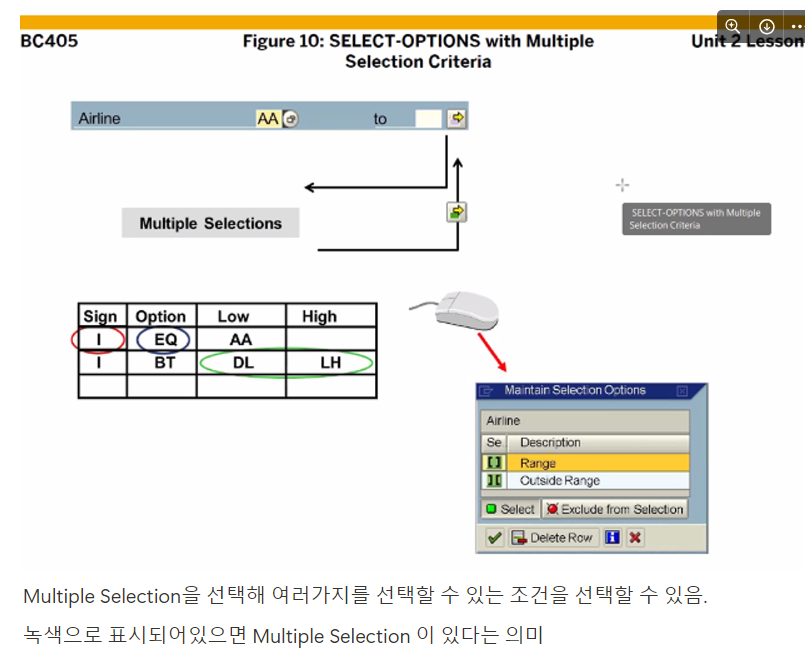 BC405
Figure 10: SELECT-OPTIONS with Multiple
Selection Criteria
Unit 2 Lesson
Airline AA to
Multiple Selections
SELECT-OPTIONS with Multiple
Selection Criteria
Sign Option Low High
I EQ AA
I BT DL LH
Maintain Selection Options
Airline
Se Description
Range
Outside Range
Select Exclude from Selection
Delete Row
Multiple Selection을 선택해 여러가지를 선택할 수 있는 조건을 선택할 수 있음.
녹색으로 표시되어있으면 Multiple Selection 이 있다는 의미